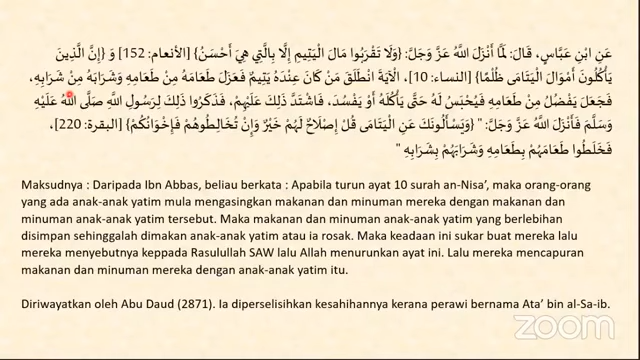 عَنِ ابْنِ عَبَّاسٍ، قَالَ: لَمَّا أَنْزَلَ اللَّهُ عَزَّ وَجَلَّ: {وَلَا تَقْرَبُوا مَالَ الْيَتِيمِ إِلَّا بِالَّتِي هِيَ أَحْسَنُ} [الأنعام: 152] وَ {إِنَّ الَّذِينَ
يَأْكُلُونَ أَمْوَالَ الْيَتَامَى ظُلْمًا} [النساء: 10]، الْآيَةَ انْطَلَقَ مَنْ كَانَ عِنْدَهُ يَتِيمٌ فَعَزَلَ طَعَامَهُ مِنْ طَعَامِهِ وَشَرَابَهُ مِنْ شَرَابِهِ،
فَجَعَلَ يَفْضُلُ مِنْ طَعَامِهِ فَيُحْبَسُ لَهُ حَتَّى يَأْكُلَهُ أَوْ يَفْسُدَ، فَاشْتَدَّ ذَلِكَ عَلَيْهِمْ، فَذَكَرُوا ذَلِكَ لِرَسُولِ اللَّهِ صَلَّى اللَّهُ عَلَيْهِ
وَسَلَّمَ فَأَنْزَلَ اللَّهُ عَزَّ وَجَلَّ: " {وَيَسْأَلُونَكَ عَنِ الْيَتَامَى قُلْ إِصْلَاحٌ لَهُمْ خَيْرٌ وَإِنْ تُخَالِطُوهُمْ فَإِخْوَانُكُمْ} [البقرة: 220]،
فَخَلَطُوا طَعَامَهُمْ بِطَعَامِهِ وَشَرَابَهُمْ بِشَرَابِهِ "
Maksudnya : Daripada Ibn Abbas, beliau berkata : Apabila turun ayat 10 surah an-Nisa’, maka orang-orang
yang ada anak-anak yatim mula mengasingkan makanan dan minuman mereka dengan makanan dan
minuman anak-anak yatim tersebut. Maka makanan dan minuman anak-anak yatim yang berlebihan
disimpan sehinggalah dimakan anak-anak yatim atau ia rosak. Maka keadaan ini sukar buat mereka lalu
mereka menyebutnya keppada Rasulullah SAW lalu Allah menurunkan ayat ini. Lalu mereka mencapuran
makanan dan minuman mereka dengan anak-anak yatim itu.
Diriwayatkan oleh Abu Daud (2871). Ia diperselisihkan kesahihannya kerana perawi bernama Ata’ bin al-Sa-ib.
zoom